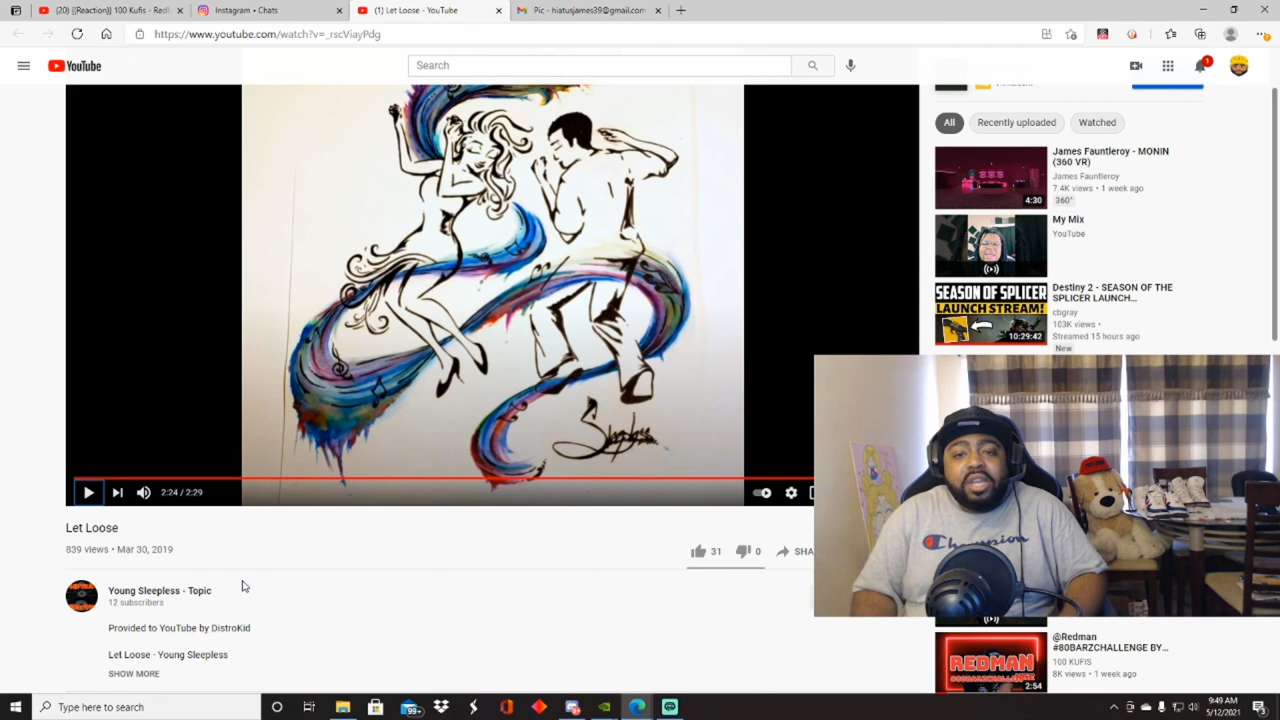 (20) {{Reaction}} 100 Kufis - Red
Instagram • Chats
(1) Let Loose - YouTube
Pic - hiatusjames39@gmail.com
https://www.youtube.com/watch?v=_rscViayPdg
YouTube
Search
1
All
Recently uploaded
Watched
James Fauntleroy - MONIN
(360 VR)
James Fauntleroy
7.4K views • 1 week ago
360°
4:30
My Mix
YouTube
SEASON OF SPLICER
LAUNCH STREAM!
10:29:42
Destiny 2 - SEASON OF THE
SPLICER LAUNCH...
cbgray
103K views •
Streamed 15 hours ago
New
Sleepless
2:24 / 2:29
Let Loose
839 views • Mar 30, 2019
31
0
SHA
Young Sleepless - Topic
12 subscribers
Provided to YouTube by DistroKid
Let Loose · Young Sleepless
SHOW MORE
Champion
@Redman
#80BARZCHALLENGE BY...
100 KUFIS
8K views • 1 week ago
REDMAN
2:54
Type here to search
99+
9:49 AM
5/12/2021
3